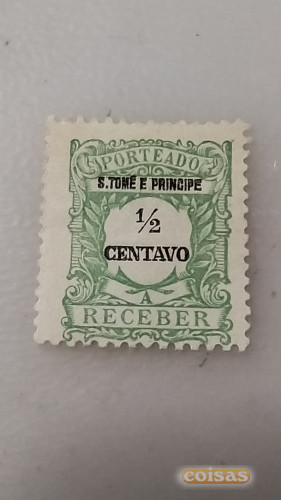 PORTEADO
S. TOMÉ E PRINCIPE
½
CENTAVO
A
RECEBER
coisas